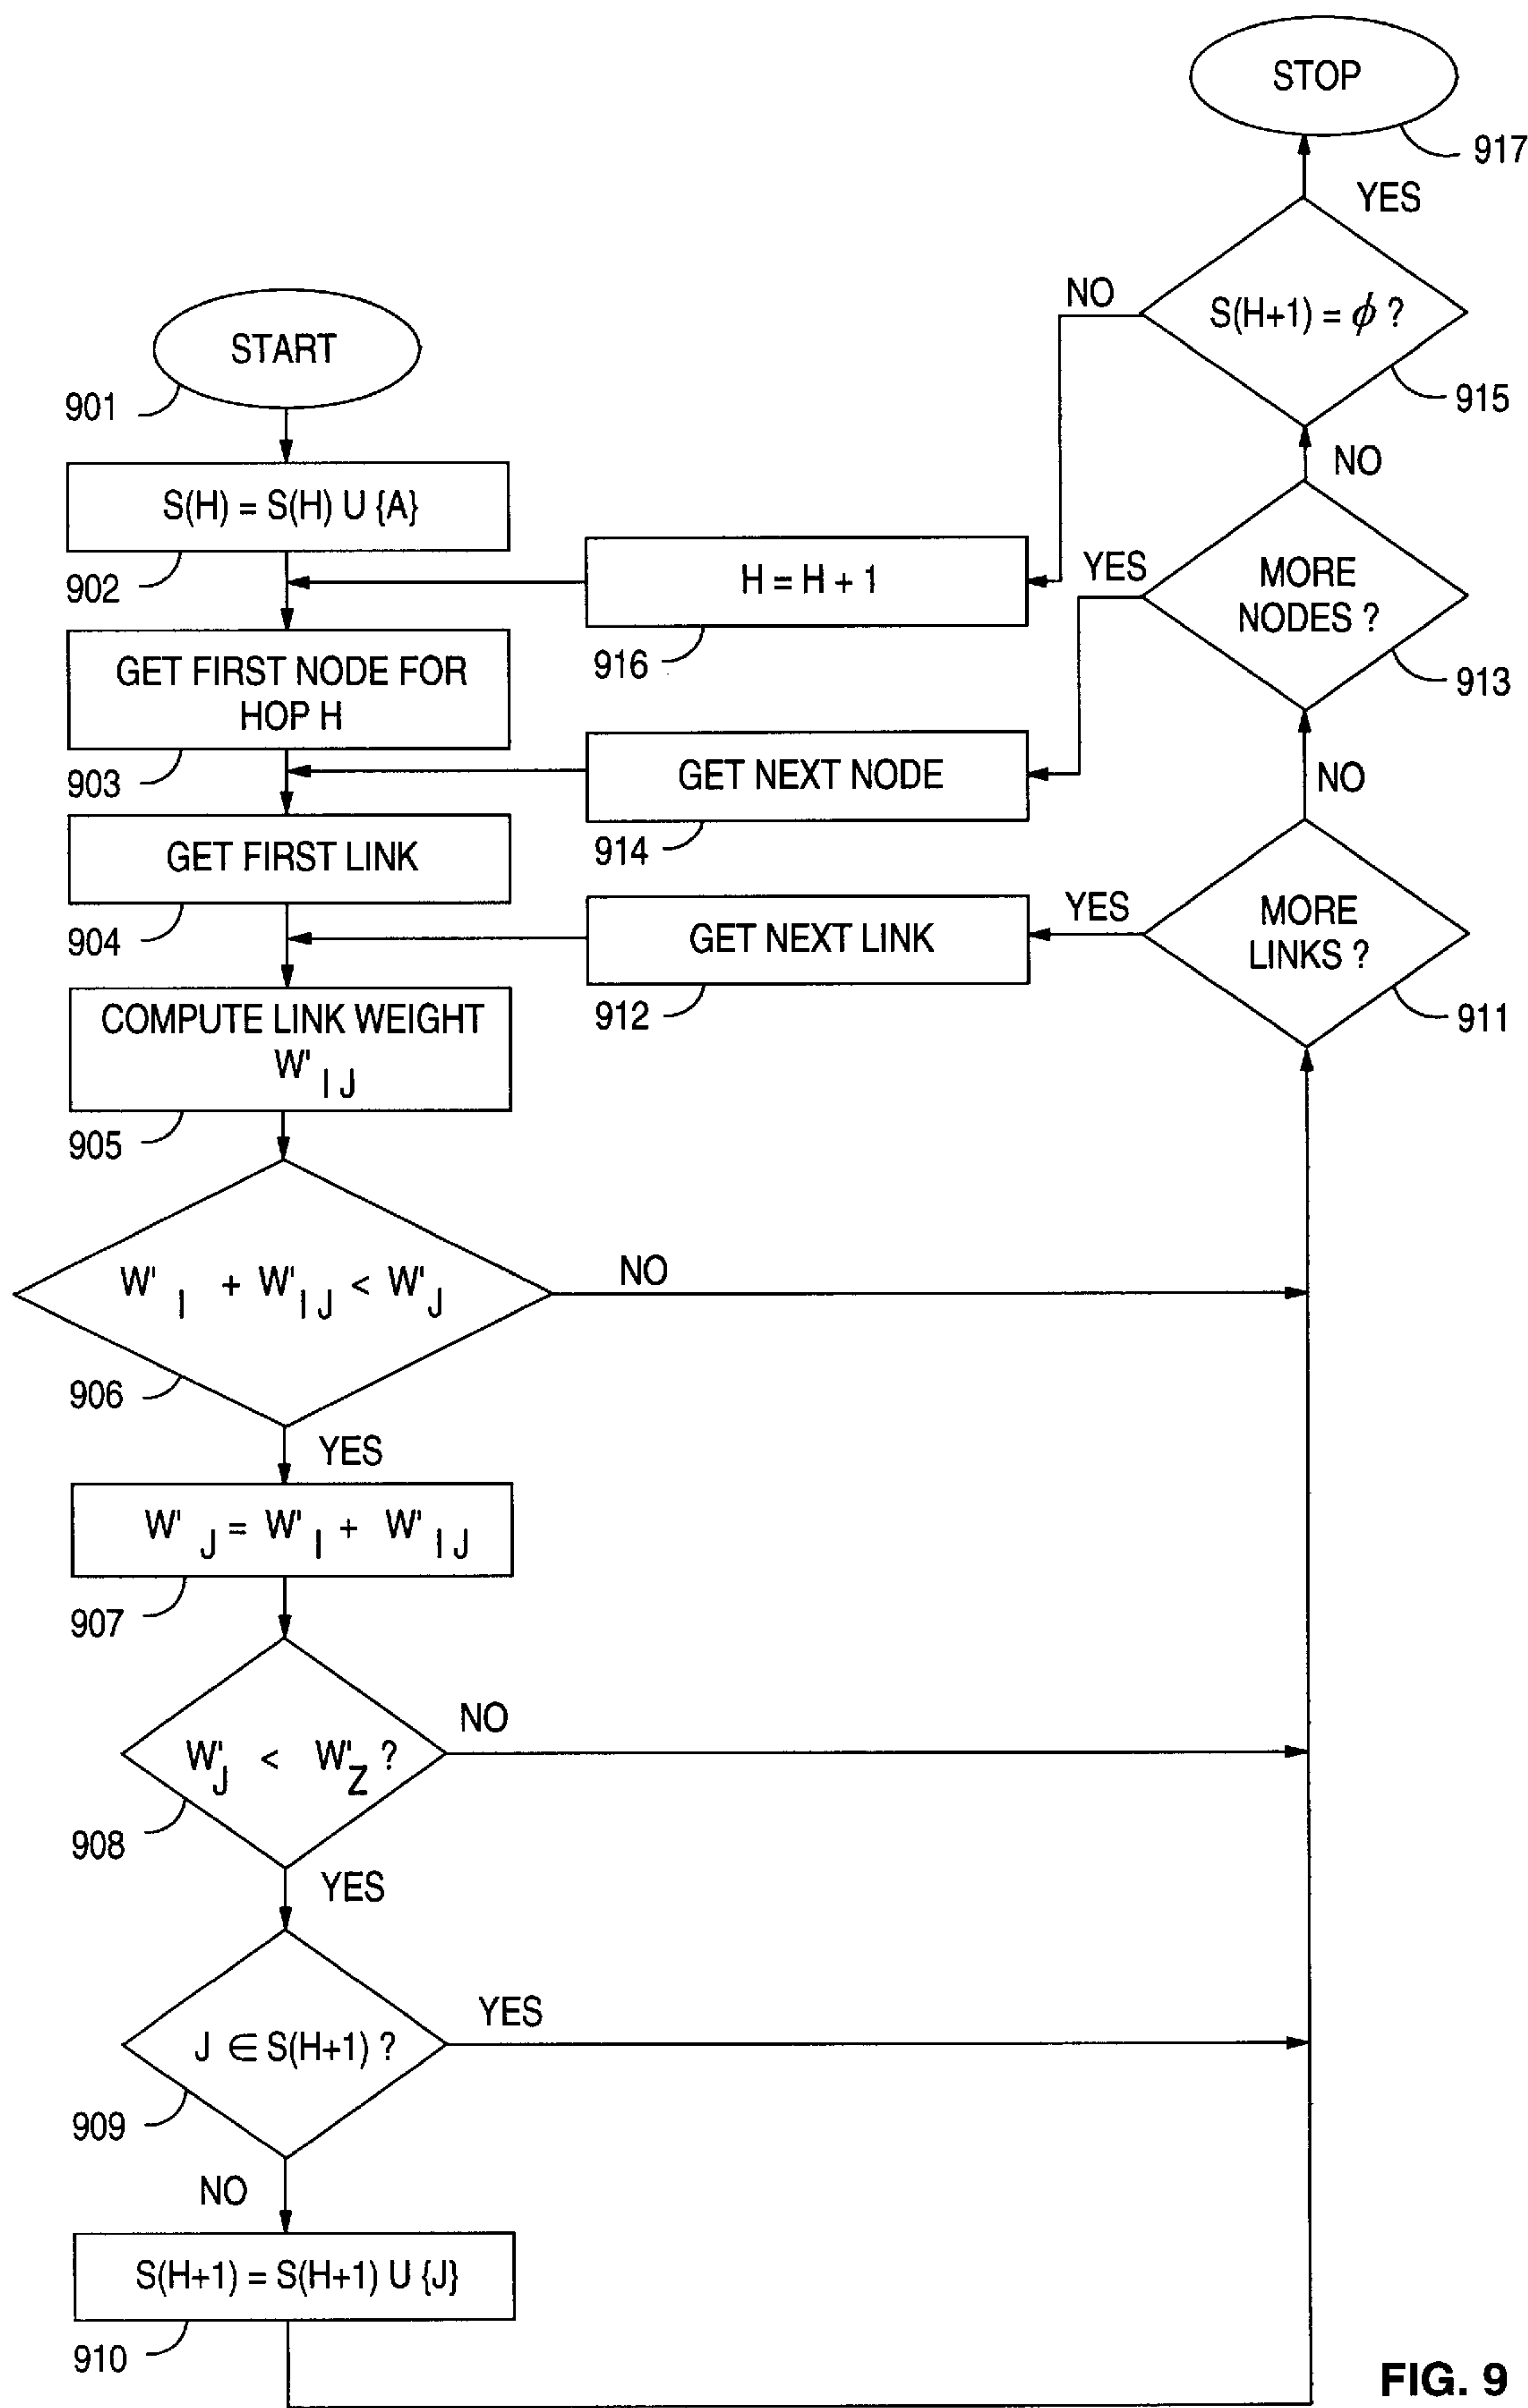 STOP
917
YES
S(H+1) = ϕ ?
NO
915
START
901
NO
S(H) = S(H) U {A}
902
H = H + 1
916
YES
MORE
NODES ?
913
GET FIRST NODE FOR
HOP H
903
GET NEXT NODE
914
NO
GET FIRST LINK
904
GET NEXT LINK
912
YES
MORE
LINKS ?
911
COMPUTE LINK WEIGHT
W' I J
905
W' I + W' I J < W' J
NO
906
YES
W' J = W' I + W' I J
907
W' J < W' Z ?
NO
908
YES
J ∈ S(H+1) ?
YES
909
NO
S(H+1) = S(H+1) U {J}
910
FIG. 9